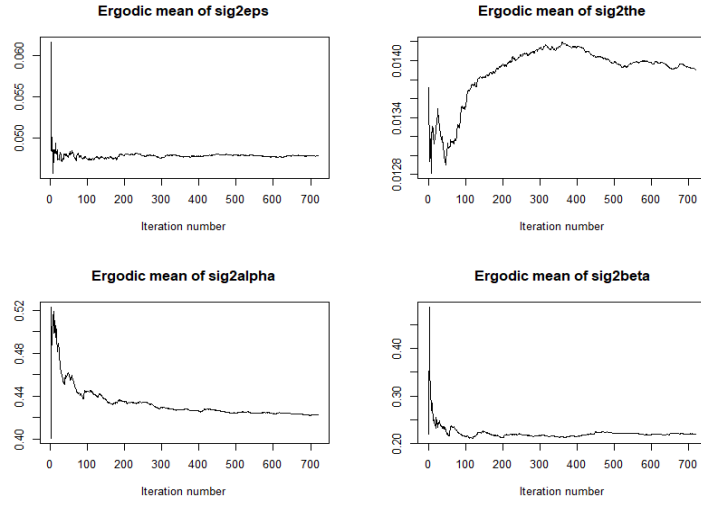 Ergodic mean of sig2eps
0.060
0.055
0.050
0 100 200 300 400 500 600 700
Iteration number
Ergodic mean of sig2the
0.0140
0.0134
0.0128
0 100 200 300 400 500 600 700
Iteration number
Ergodic mean of sig2alpha
0.52
0.48
0.44
0.40
0 100 200 300 400 500 600 700
Iteration number
Ergodic mean of sig2beta
0.40
0.30
0.20
0 100 200 300 400 500 600 700
Iteration number